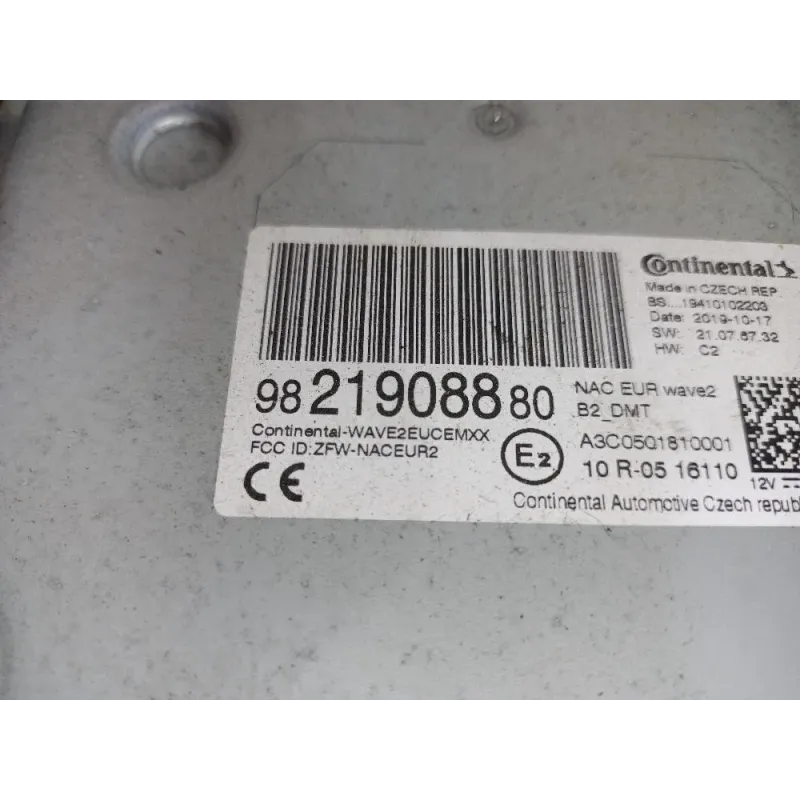 Continental
Made in CZECH REP
BS....19410102203
Date: 2019-10-17
SW: 21.07.67.32
HW: C2
98 219088 80
NAC EUR wave2
B2_DMT
Continental-WAVE2EUCEMXX
FCC ID: ZFW-NACEUR2
CE
E2
A3C0501810001
10 R-05 16110
12V
Continental Automotive Czech republ